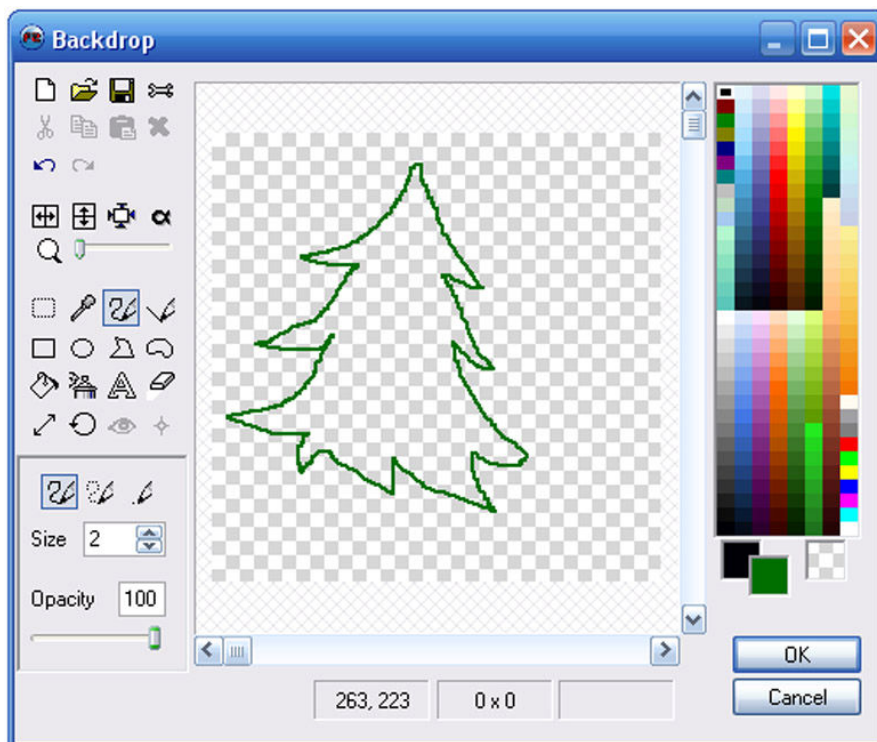 Backdrop
α
A
Size 2
Opacity 100
263, 223 0 x 0
OK
Cancel